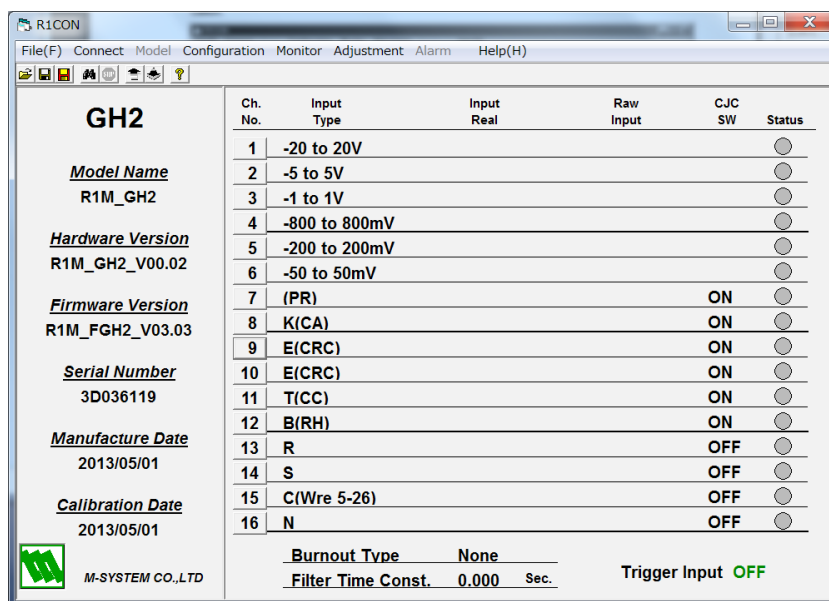 R1CON
File(F) Connect Model Configuration Monitor Adjustment Alarm Help(H)
GH2
Model Name
R1M_GH2
Hardware Version
R1M_GH2_V00.02
Firmware Version
R1M_FGH2_V03.03
Serial Number
3D036119
Manufacture Date
2013/05/01
Calibration Date
2013/05/01
M-SYSTEM CO.,LTD
Ch. Input Input Raw CJC
No. Type Real Input SW Status
1 -20 to 20V
2 -5 to 5V
3 -1 to 1V
4 -800 to 800mV
5 -200 to 200mV
6 -50 to 50mV
7 (PR) ON
8 K(CA) ON
9 E(CRC) ON
10 E(CRC) ON
11 T(CC) ON
12 B(RH) ON
13 R OFF
14 S OFF
15 C(Wre 5-26) OFF
16 N OFF
Burnout Type None
Filter Time Const. 0.000 Sec.
Trigger Input OFF